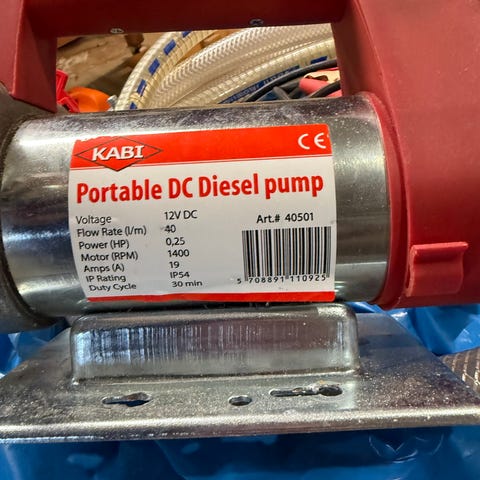 KABI
CE
Portable DC Diesel pump
Voltage 12V DC
Art.# 40501
Flow Rate (l/m) 40
Power (HP) 0,25
Motor (RPM) 1400
Amps (A) 19
IP Rating IP54
Duty Cycle 30 min
5 708891 110925